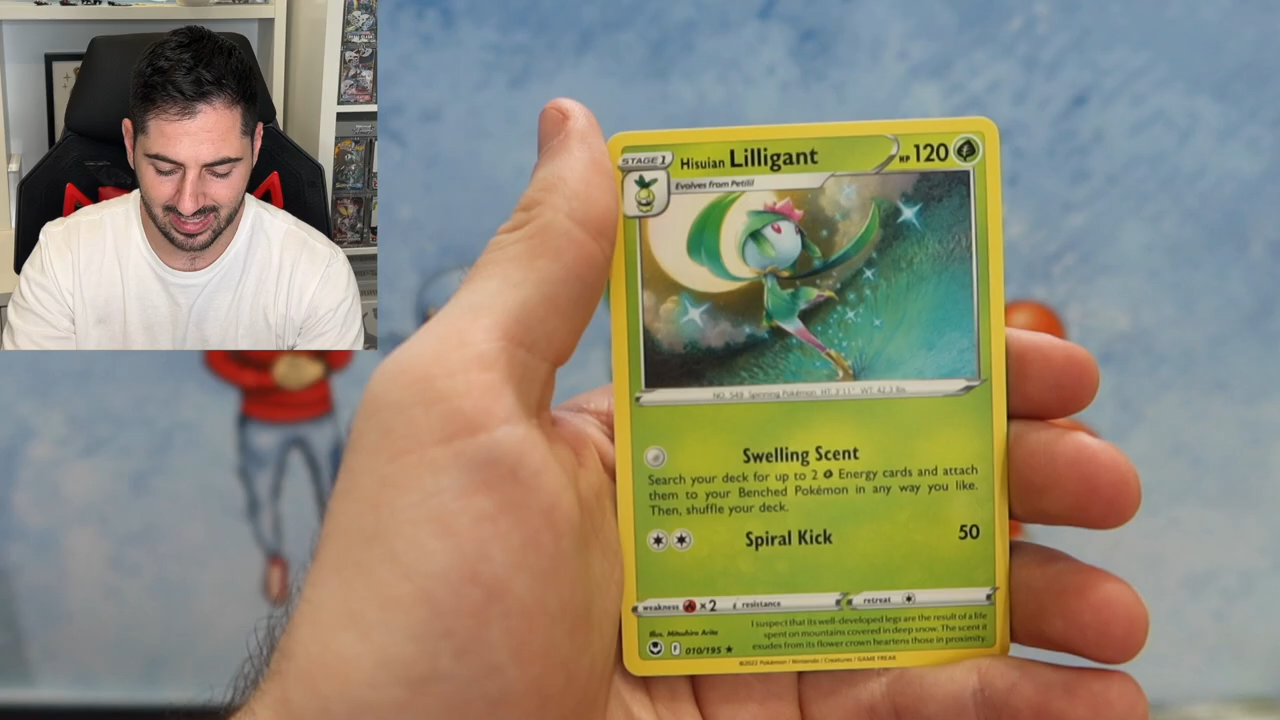 STAGE 1
Hisuian Lilligant
HP 120
Evolves from Petilil
NO. 549 Spinning Pokémon HT: 3'11" WT: 42.3 lbs.
Swelling Scent
Search your deck for up to 2 Energy cards and attach
them to your Benched Pokémon in any way you like.
Then, shuffle your deck.
Spiral Kick 50
weakness ×2 resistance retreat
Illus. Mitsuhiro Arita
I suspect that its well-developed legs are the result of a life
spent on mountains covered in deep snow. The scent it
exudes from its flower crown heartens those in proximity.
F 010/195 ★
©2022 Pokémon / Nintendo / Creatures / GAME FREAK